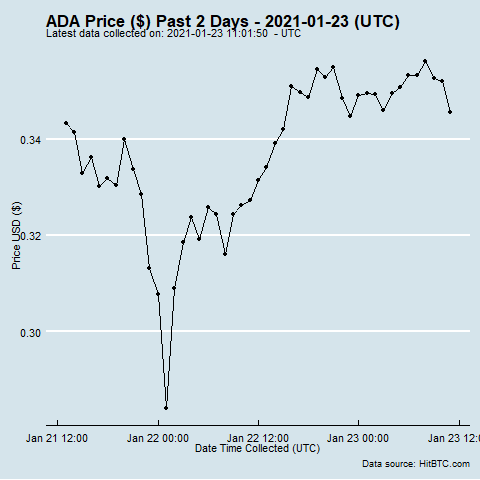 ADA Price ($) Past 2 Days - 2021-01-23 (UTC)
Latest data collected on: 2021-01-23 11:01:50 - UTC
0.34
0.32
0.30
Price USD ($)
Jan 21 12:00 Jan 22 00:00 Jan 22 12:00 Jan 23 00:00 Jan 23 12:00
Date Time Collected (UTC)
Data source: HitBTC.com